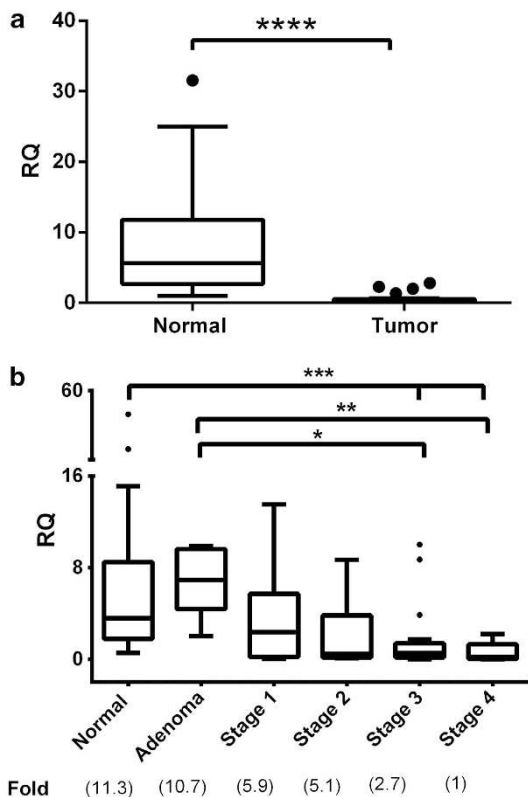 a
40
****
30
RQ
20
10
0
Normal Tumor
b
60
***
**
*
16
RQ
8
0
Normal Adenoma Stage 1 Stage 2 Stage 3 Stage 4
Fold (11.3) (10.7) (5.9) (5.1) (2.7) (1)